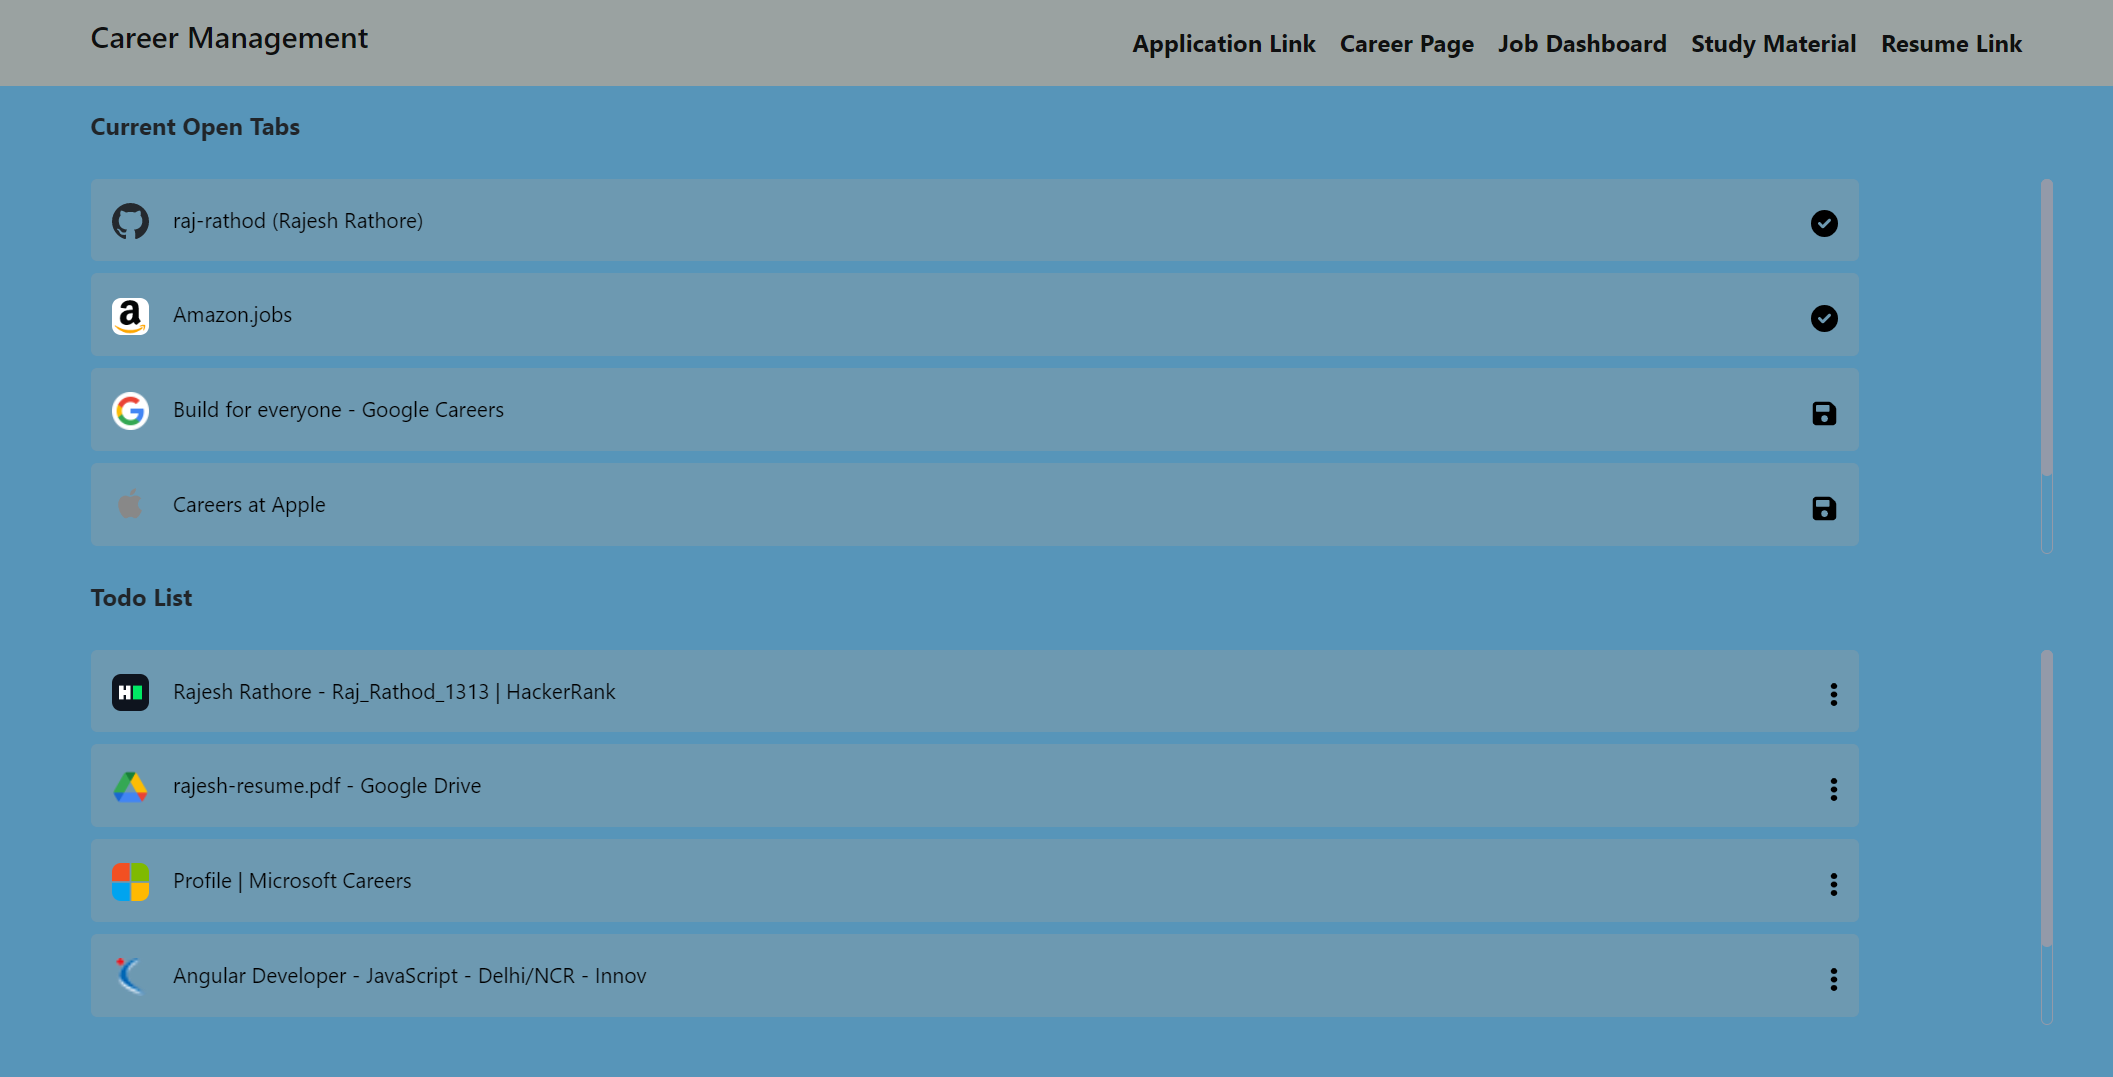 Career Management
Application Link Career Page Job Dashboard Study Material Resume Link
Current Open Tabs
raj-rathod (Rajesh Rathore)
a Amazon.jobs
G Build for everyone - Google Careers
Careers at Apple
Todo List
H Rajesh Rathore - Raj_Rathod_1313 | HackerRank
rajesh-resume.pdf - Google Drive
Profile | Microsoft Careers
Angular Developer - JavaScript - Delhi/NCR - Innov